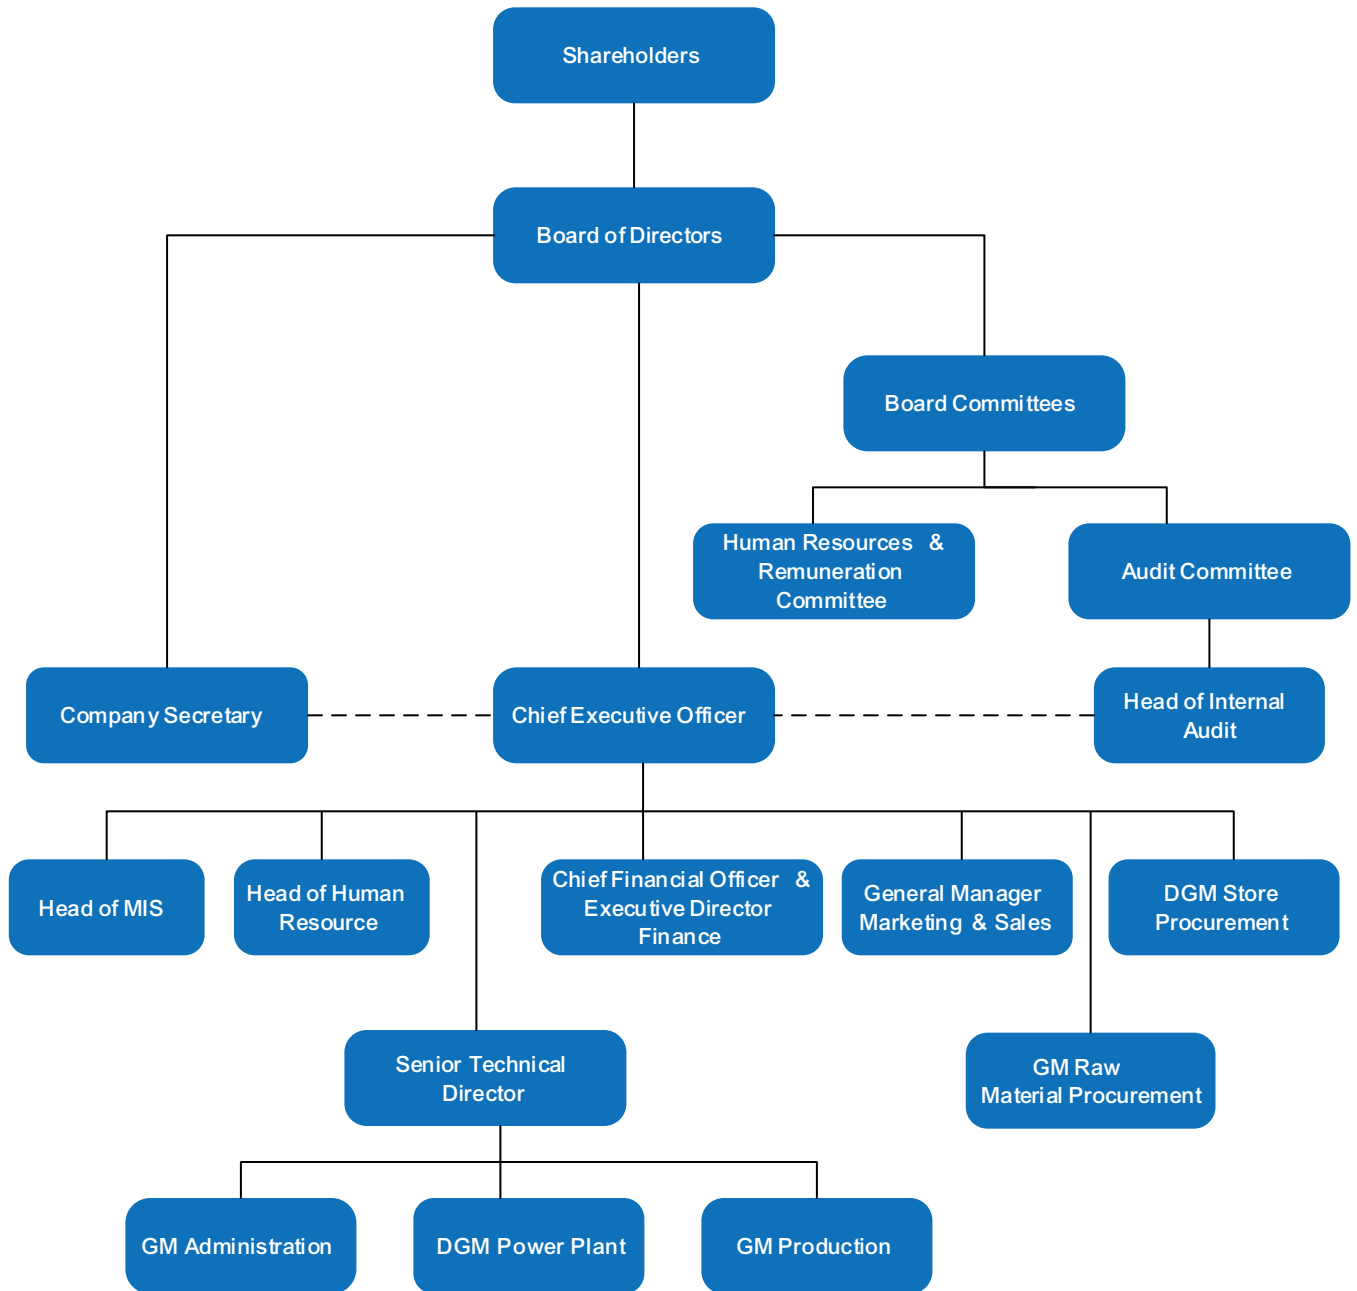 Shareholders
Board of Directors
Board Committees
Human Resources &
Remuneration
Committee
Audit Committee
Company Secretary
Chief Executive Officer
Head of Internal
Audit
Head of MIS
Head of Human
Resource
Chief Financial Officer &
Executive Director
Finance
General Manager
Marketing & Sales
DGM Store
Procurement
Senior Technical
Director
GM Raw
Material Procurement
GM Administration
DGM Power Plant
GM Production